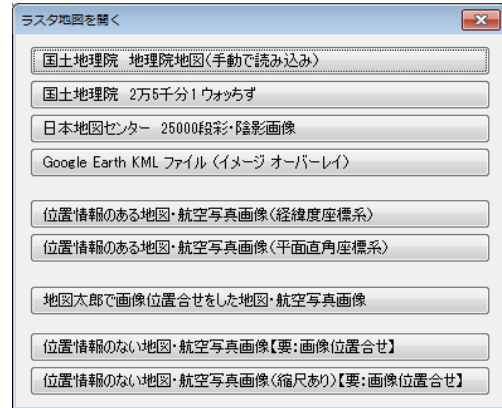 ラスタ地図を開く
国土地理院 地理院地図(手動で読み込み)
国土地理院 2万5千分1 ウォッちず
日本地図センター 25000段彩・陰影画像
Google Earth KML ファイル (イメージ オーバーレイ)
位置情報のある地図・航空写真画像(経緯度座標系)
位置情報のある地図・航空写真画像(平面直角座標系)
地図太郎で画像位置合せをした地図・航空写真画像
位置情報のない地図・航空写真画像【要:画像位置合せ】
位置情報のない地図・航空写真画像(縮尺あり)【要:画像位置合せ】